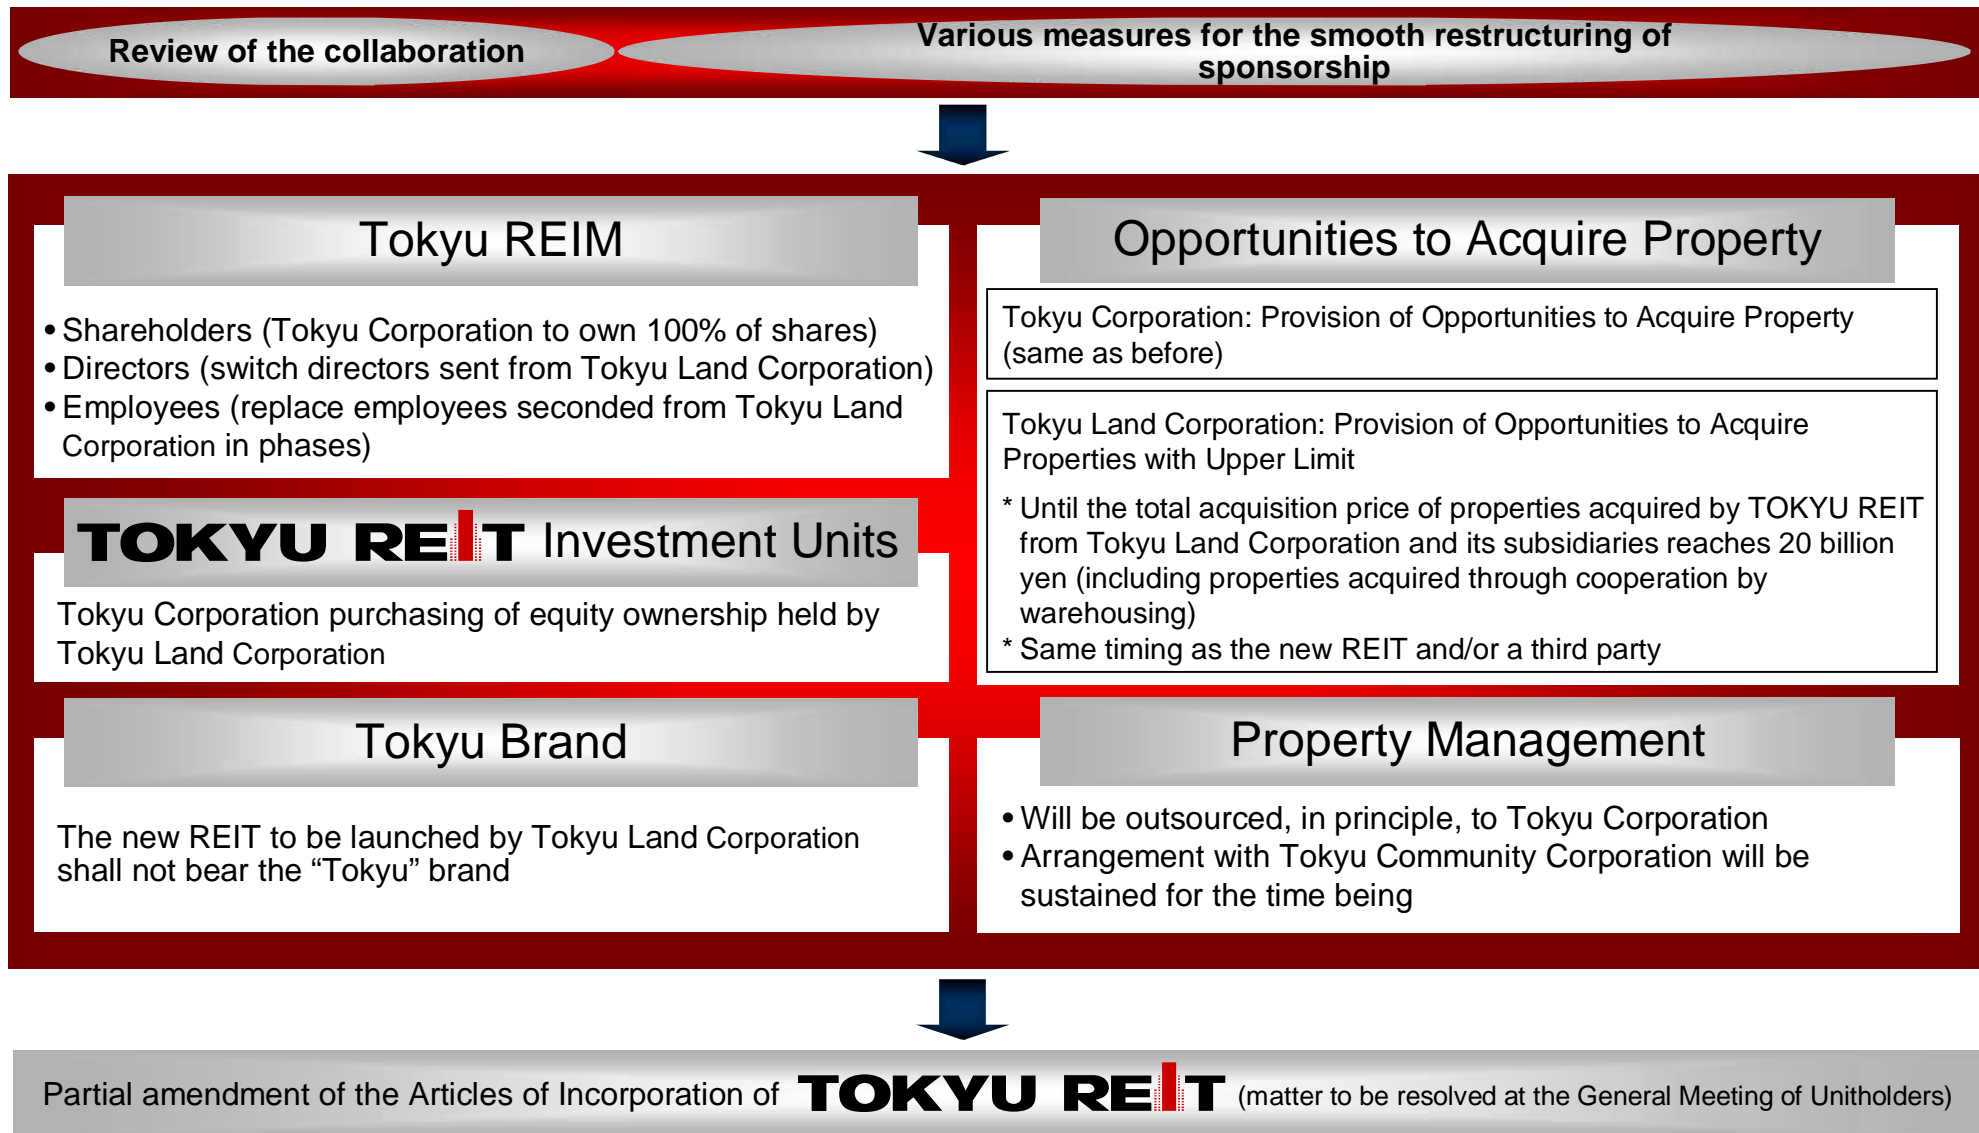 Review of the collaboration
Various measures for the smooth restructuring of
sponsorship
Tokyu REIM
• Shareholders (Tokyu Corporation to own 100% of shares)
• Directors (switch directors sent from Tokyu Land Corporation)
• Employees (replace employees seconded from Tokyu Land
Corporation in phases)
TOKYU REIT Investment Units
Tokyu Corporation purchasing of equity ownership held by
Tokyu Land Corporation
Tokyu Brand
The new REIT to be launched by Tokyu Land Corporation
shall not bear the “Tokyu” brand
Opportunities to Acquire Property
Tokyu Corporation: Provision of Opportunities to Acquire Property
(same as before)
Tokyu Land Corporation: Provision of Opportunities to Acquire
Properties with Upper Limit
* Until the total acquisition price of properties acquired by TOKYU REIT
from Tokyu Land Corporation and its subsidiaries reaches 20 billion
yen (including properties acquired through cooperation by
warehousing)
* Same timing as the new REIT and/or a third party
Property Management
• Will be outsourced, in principle, to Tokyu Corporation
• Arrangement with Tokyu Community Corporation will be
sustained for the time being
Partial amendment of the Articles of Incorporation of TOKYU REIT (matter to be resolved at the General Meeting of Unitholders)